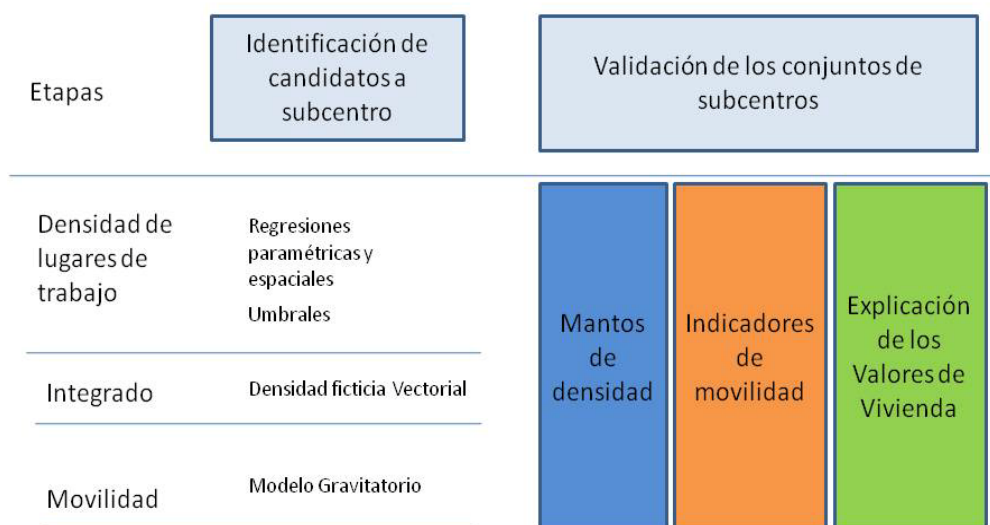 Etapas
Identificación de
candidatos a
subcentro
Validación de los conjuntos de
subcentros
Densidad de
lugares de
trabajo
Regresiones
paramétricas y
espaciales
Umbrales
Integrado
Densidad ficticia Vectorial
Movilidad
Modelo Gravitatorio
Mantos
de
densidad
Indicadores
de
movilidad
Explicación
de los
Valores de
Vivienda